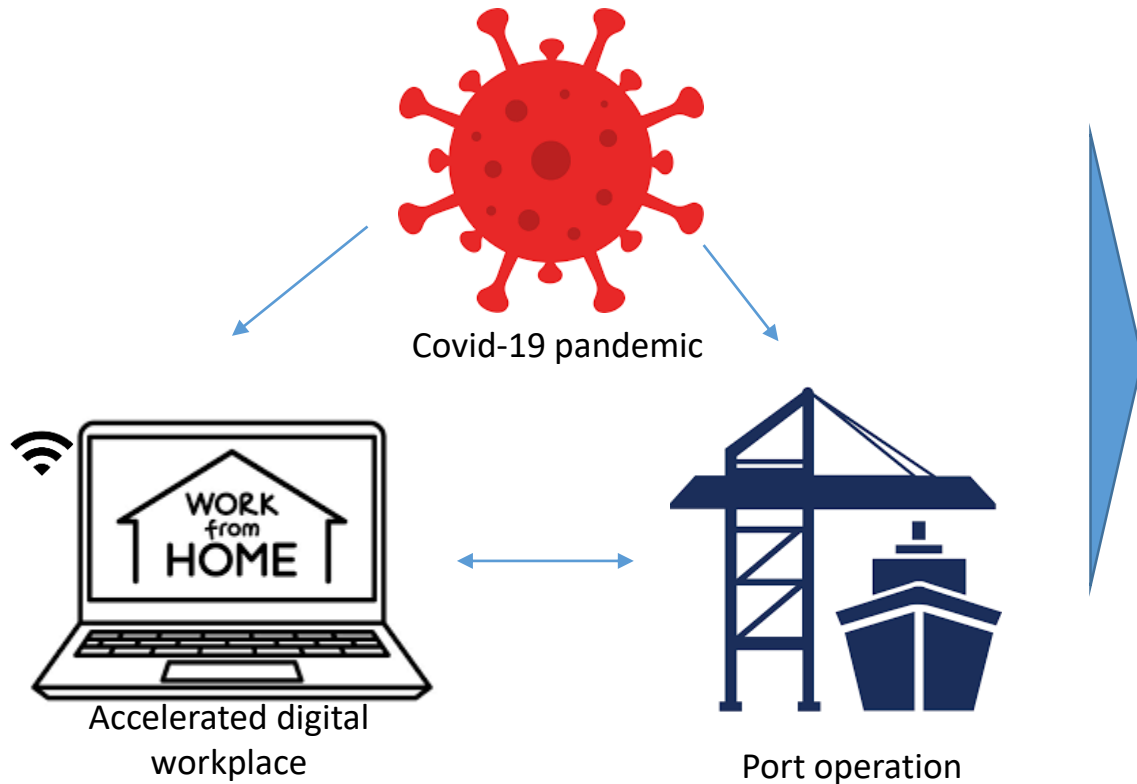 Covid-19 pandemic
WORK
from
HOME
Accelerated digital
workplace
Port operation